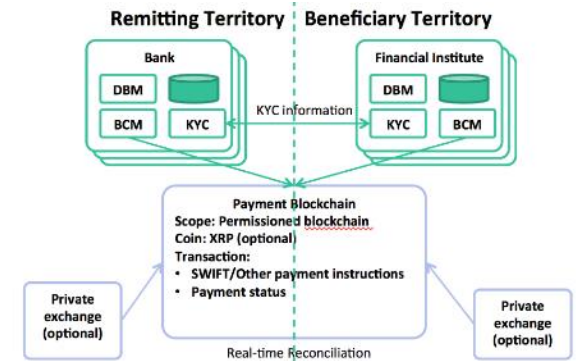 Remitting Territory
Beneficiary Territory
Bank
DBM
BCM
KYC
KYC information
Financial Institute
DBM
KYC
BCM
Payment Blockchain
Scope: Permissioned blockchain
Coin: XRP (optional)
Transaction:
• SWIFT/Other payment instructions
• Payment status
Private
exchange
(optional)
Private
exchange
(optional)
Real-time Reconciliation